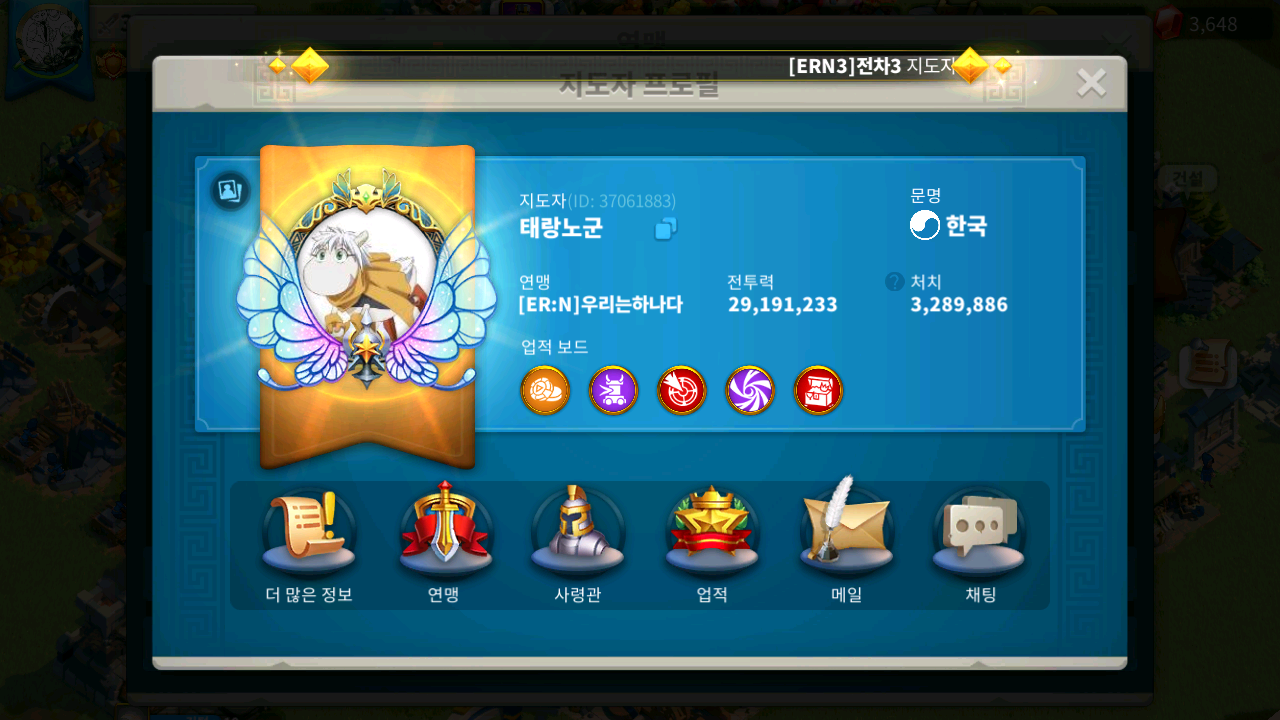 3,648
연맹
[ERN3]전차3 지도자
지도자 프로필
건설
지도자(ID: 37061883)
태랑노군
문명
한국
연맹
[ER:N]우리는하나다
전투력
29,191,233
? 처치
3,289,886
업적 보드
더 많은 정보
연맹
사령관
업적
메일
채팅